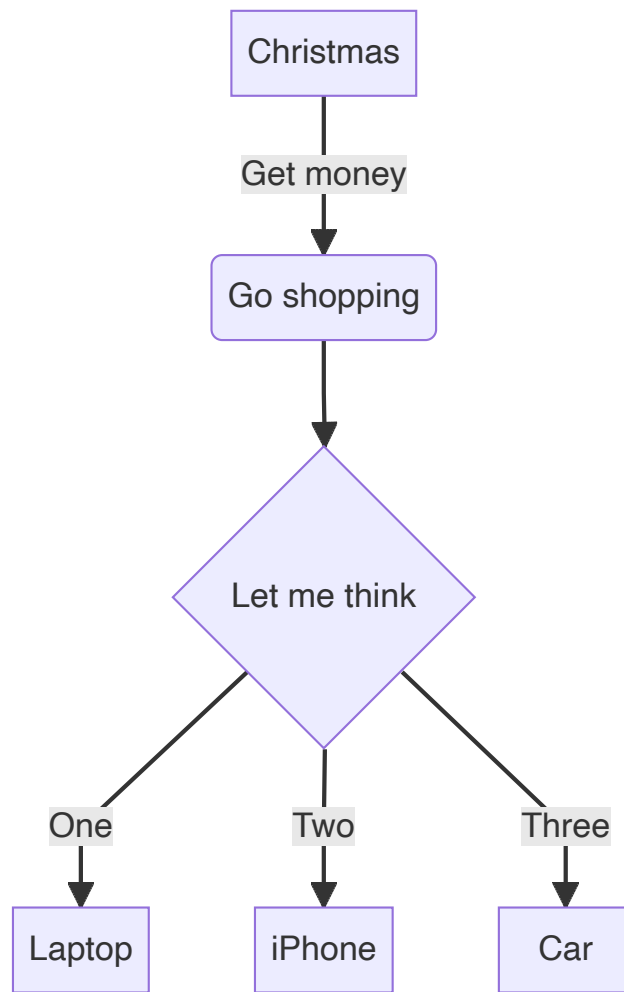 Christmas
Get money
Go shopping
Let me think
One
Two
Three
Laptop
iPhone
Car